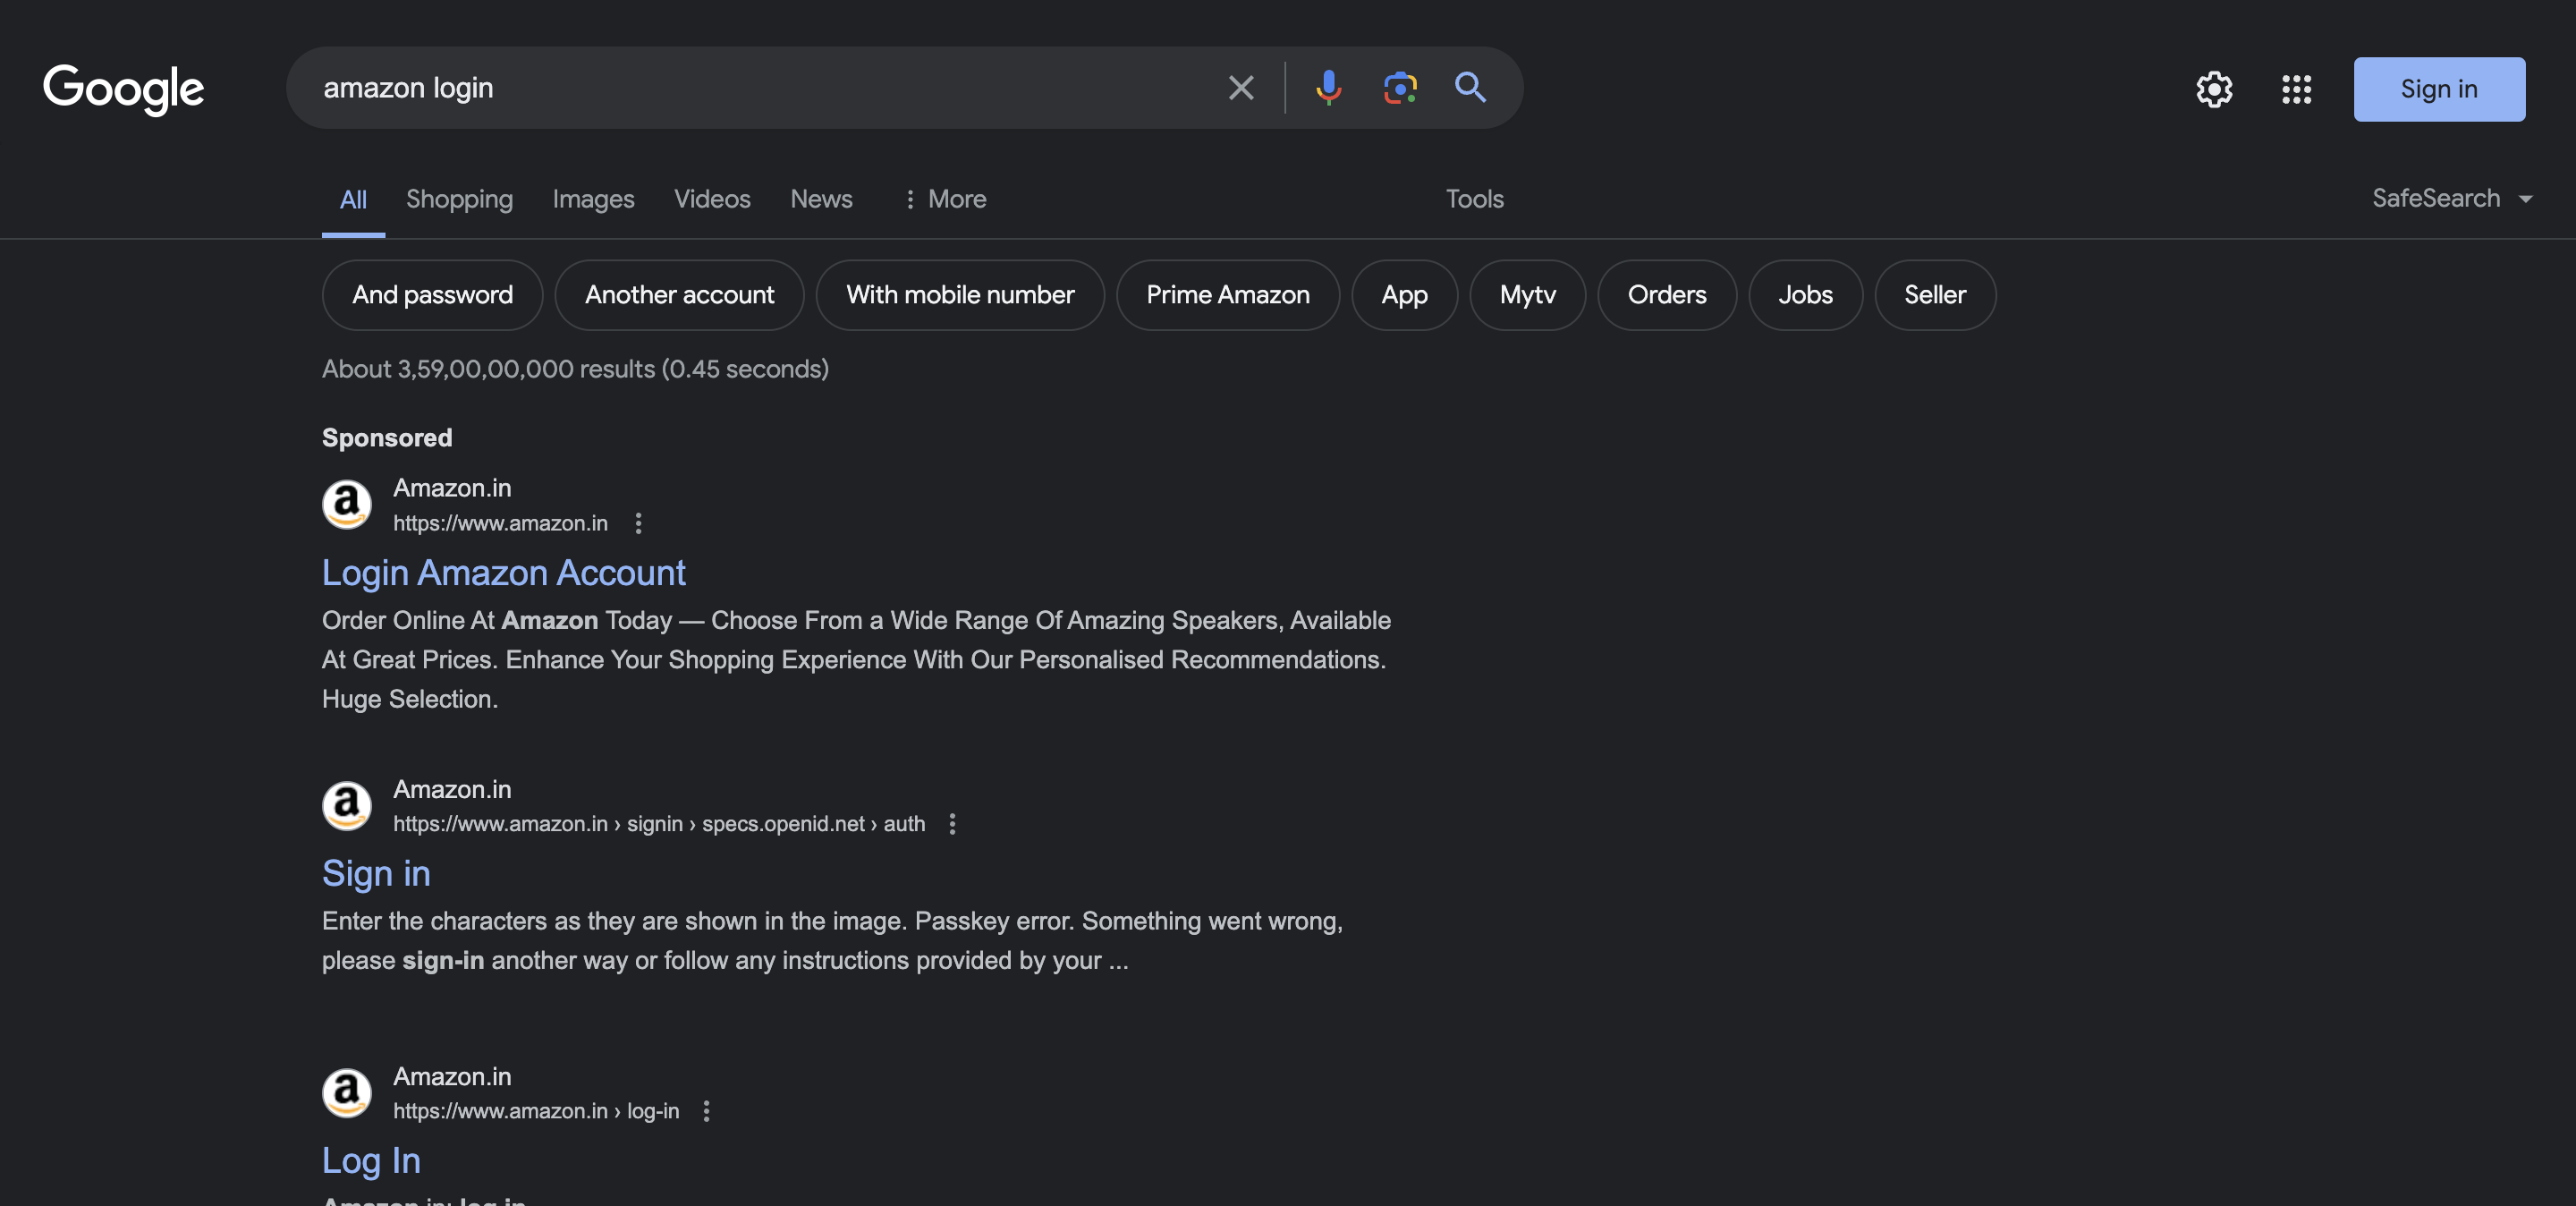 Google
amazon login
Sign in
All Shopping Images Videos News More Tools SafeSearch
And password Another account With mobile number Prime Amazon App Mytv Orders Jobs Seller
About 3,59,00,00,000 results (0.45 seconds)
Sponsored
Amazon.in
https://www.amazon.in
Login Amazon Account
Order Online At Amazon Today — Choose From a Wide Range Of Amazing Speakers, Available
At Great Prices. Enhance Your Shopping Experience With Our Personalised Recommendations.
Huge Selection.
Amazon.in
https://www.amazon.in › signin › specs.openid.net › auth
Sign in
Enter the characters as they are shown in the image. Passkey error. Something went wrong,
please sign-in another way or follow any instructions provided by your ...
Amazon.in
https://www.amazon.in › log-in
Log In
Amazon.in: log in